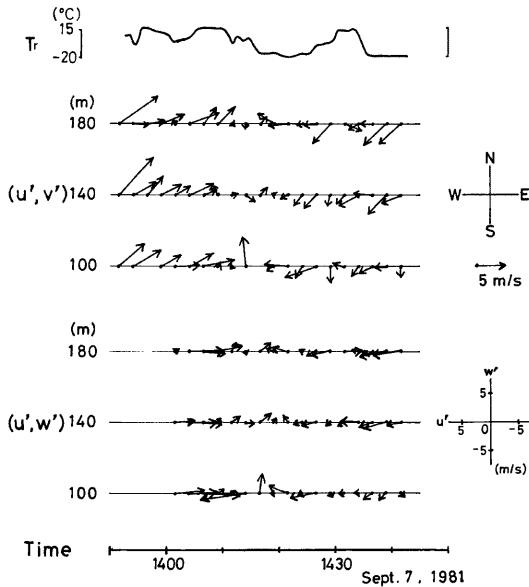 (°C)
Tr 15
-20
(m)
180
(u', v') 140
100
N
W E
S
5 m/s
(m)
180
(u', w') 140
100
w'
5
u' 5 0 -5
-5
(m/s)
Time
1400 1430
Sept. 7, 1981